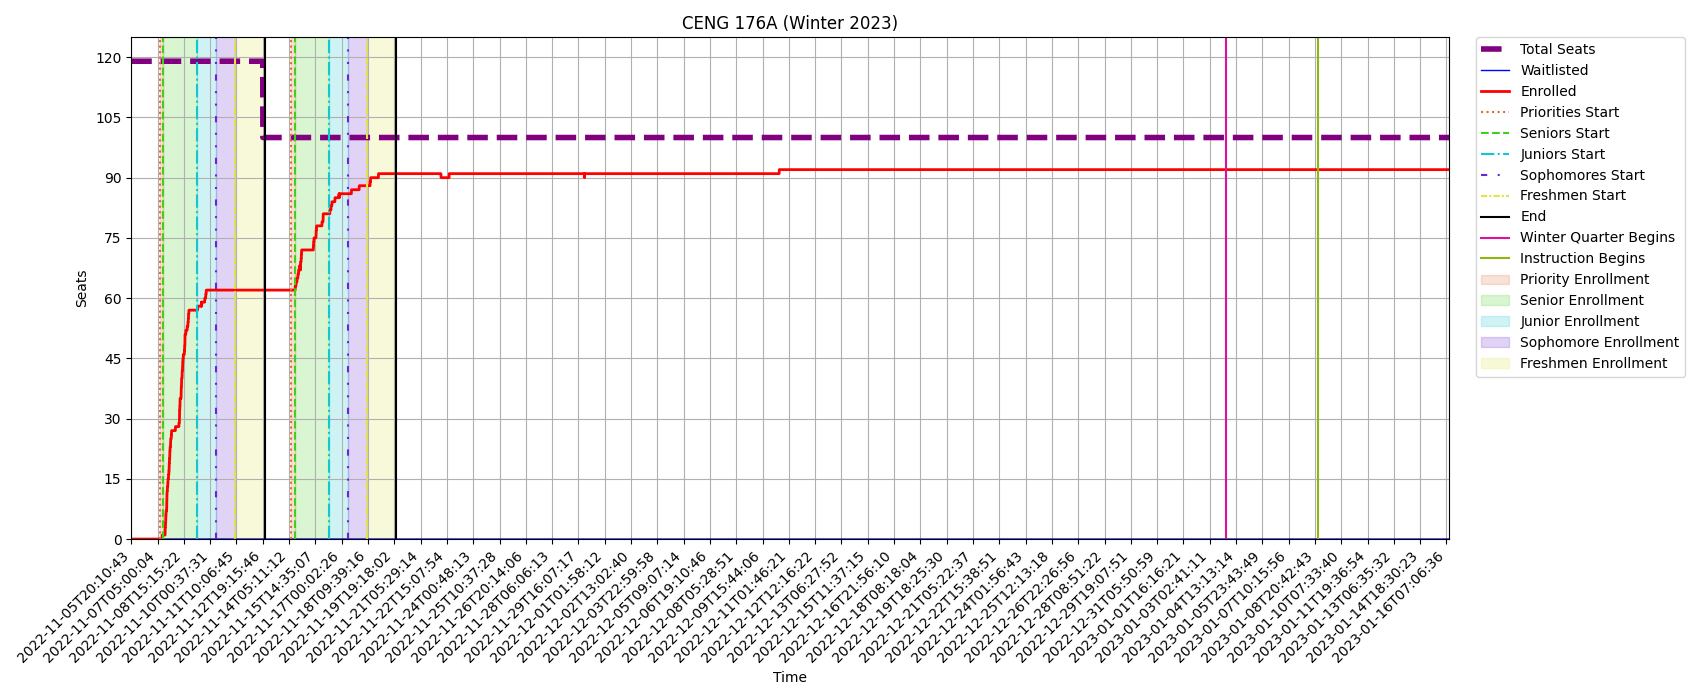 CENG 176A (Winter 2023)
Seats
120
105
90
75
60
45
30
15
0
2022-11-05T20:10:43
2022-11-07T05:00:04
2022-11-08T15:15:22
2022-11-10T00:37:31
2022-11-11T10:06:45
2022-11-12T19:15:46
2022-11-14T05:11:12
2022-11-15T14:35:07
2022-11-17T00:02:26
2022-11-18T09:39:16
2022-11-19T19:18:02
2022-11-21T05:29:14
2022-11-22T15:07:54
2022-11-24T00:48:13
2022-11-25T10:37:28
2022-11-26T20:14:06
2022-11-28T06:06:13
2022-11-29T16:07:17
2022-12-01T01:58:12
2022-12-02T13:02:40
2022-12-03T22:59:58
2022-12-05T09:07:14
2022-12-06T19:10:46
2022-12-08T05:28:51
2022-12-09T15:44:06
2022-12-11T01:46:21
2022-12-12T12:16:22
2022-12-13T06:27:52
2022-12-15T11:37:15
2022-12-16T21:56:10
2022-12-18T08:18:04
2022-12-19T18:25:30
2022-12-21T05:22:37
2022-12-22T15:38:51
2022-12-24T01:56:43
2022-12-25T12:13:18
2022-12-26T22:26:56
2022-12-28T08:51:22
2022-12-29T19:07:51
2022-12-31T05:50:59
2023-01-01T16:16:21
2023-01-03T02:41:11
2023-01-04T13:13:14
2023-01-05T23:43:49
2023-01-07T10:15:56
2023-01-08T20:42:43
2023-01-10T07:33:40
2023-01-11T19:36:54
2023-01-13T06:35:32
2023-01-14T18:30:23
2023-01-16T07:06:36
Time
Total Seats
Waitlisted
Enrolled
Priorities Start
Seniors Start
Juniors Start
Sophomores Start
Freshmen Start
End
Winter Quarter Begins
Instruction Begins
Priority Enrollment
Senior Enrollment
Junior Enrollment
Sophomore Enrollment
Freshmen Enrollment